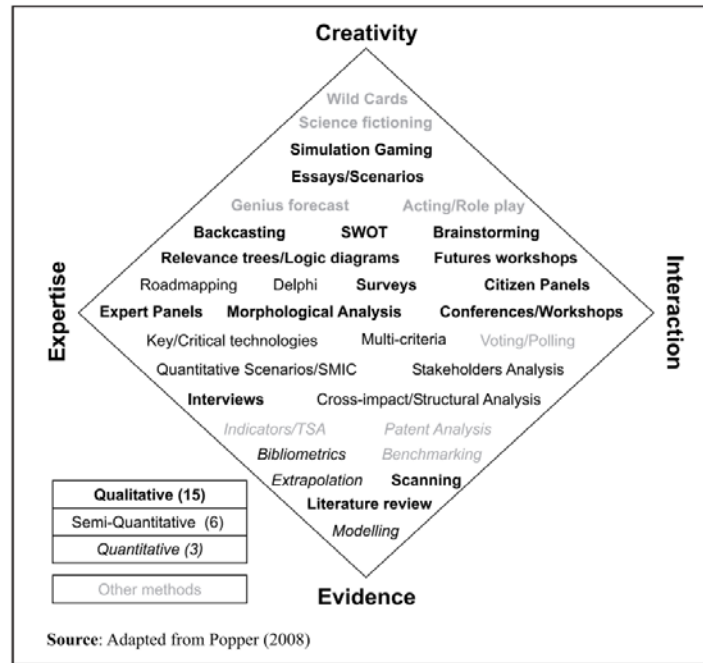 Creativity
Wild Cards
Science fictioning
Simulation Gaming
Essays/Scenarios
Genius forecast Acting/Role play
Backcasting SWOT Brainstorming
Relevance trees/Logic diagrams Futures workshops
Roadmapping Delphi Surveys Citizen Panels
Expert Panels Morphological Analysis Conferences/Workshops
Key/Critical technologies Multi-criteria Voting/Polling
Quantitative Scenarios/SMIC Stakeholders Analysis
Interviews Cross-impact/Structural Analysis
Indicators/TSA Patent Analysis
Bibliometrics Benchmarking
Extrapolation Scanning
Literature review
Modelling
Expertise
Interaction
Evidence
Qualitative (15)
Semi-Quantitative (6)
Quantitative (3)
Other methods
Source: Adapted from Popper (2008)